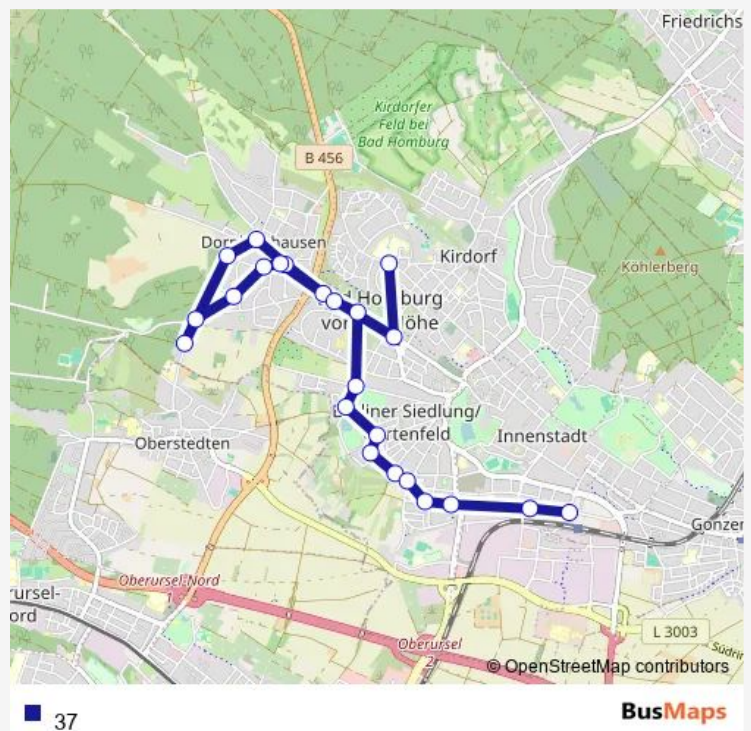 Friedrichs
Kirdorfer
Feld bei
Bad Homburg
B 456
Kirdorf
Köhlerberg
Oberstedten
Innenstadt
Gonzen
Oberursel-Nord
1
ord
Oberursel
2
L 3003
© OpenStreetMap contributors
37
BusMaps